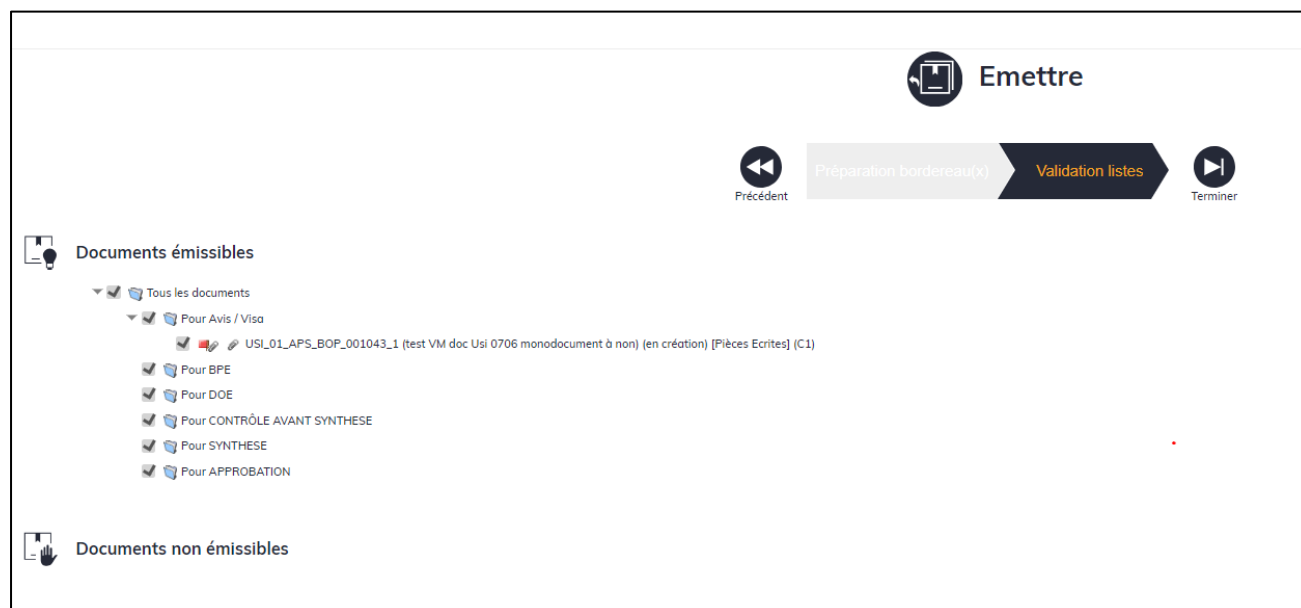 Emettre
Précédent
Préparation bordereau(x)
Validation listes
Terminer
Documents émissibles
Tous les documents
Pour Avis / Visa
USI_01_APS_BOP_001043_1 (test VM doc Usi 0706 monodocument à non) (en création) [Pièces Ecrites] (C1)
Pour BPE
Pour DOE
Pour CONTRÔLE AVANT SYNTHESE
Pour SYNTHESE
Pour APPROBATION
Documents non émissibles